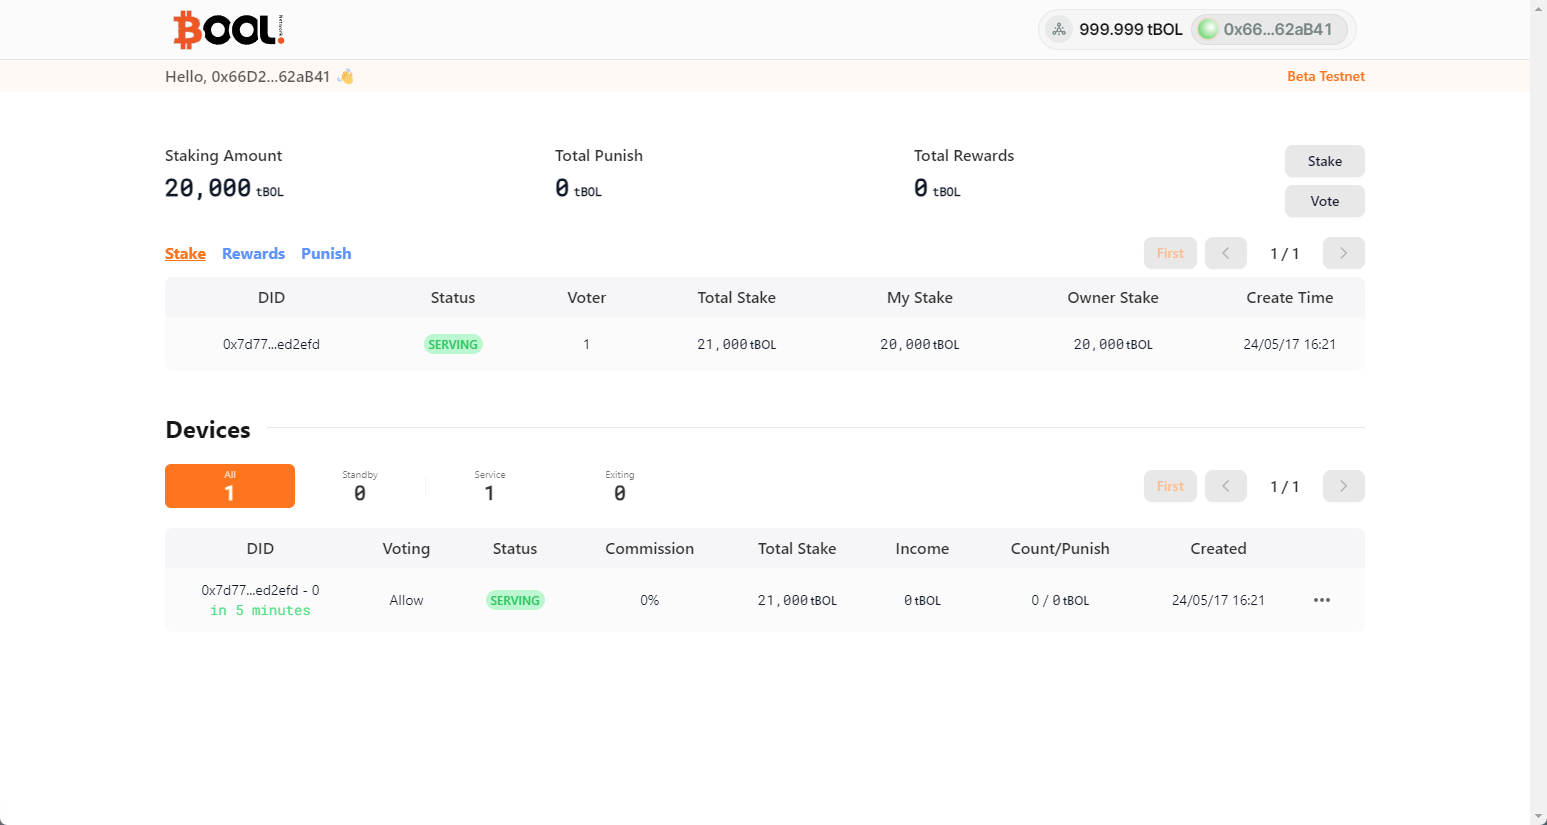 BOOL Network
999.999 tBOL 0x66...62aB41
Hello, 0x66D2...62aB41 👋
Beta Testnet
Staking Amount Total Punish Total Rewards
20,000 tBOL 0 tBOL 0 tBOL
Stake
Vote
Stake Rewards Punish First 1 / 1
DID Status Voter Total Stake My Stake Owner Stake Create Time
0x7d77...ed2efd SERVING 1 21,000 tBOL 20,000 tBOL 20,000 tBOL 24/05/17 16:21
Devices
All Standby Service Exiting
1 0 1 0
First 1 / 1
DID Voting Status Commission Total Stake Income Count/Punish Created
0x7d77...ed2efd - 0 Allow SERVING 0% 21,000 tBOL 0 tBOL 0 / 0 tBOL 24/05/17 16:21 •••
in 5 minutes